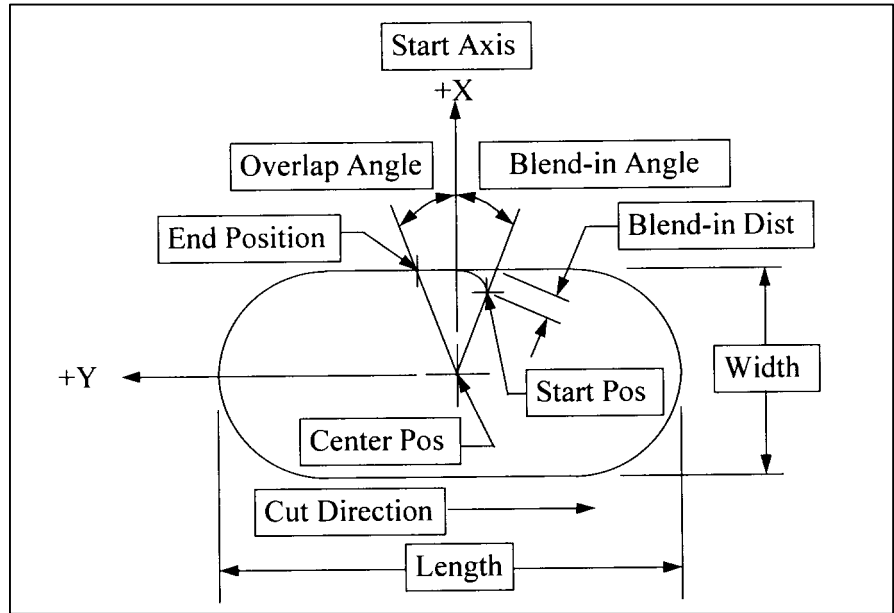 Start Axis
+X
Overlap Angle
Blend-in Angle
End Position
Blend-in Dist
+Y
Width
Start Pos
Center Pos
Cut Direction
Length